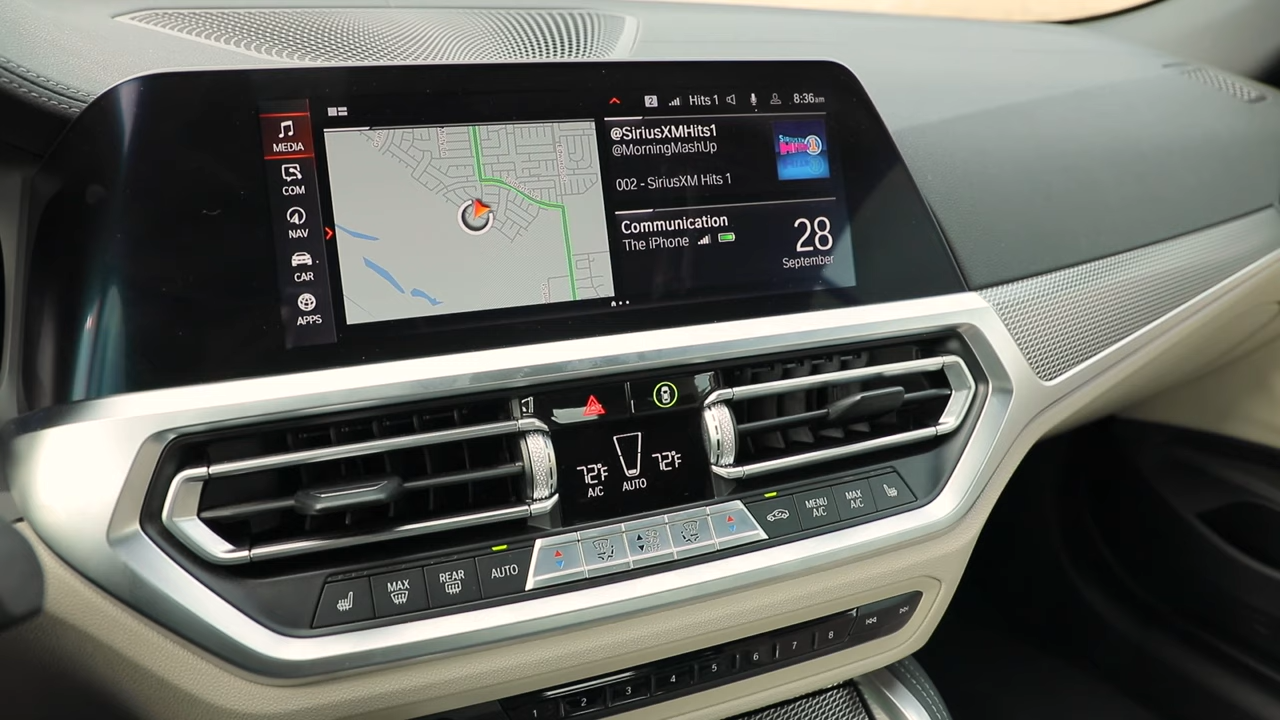 MEDIA
COM
NAV
CAR
APPS
2 Hits 1 8:36am
@SiriusXMHits1
@MorningMashUp
002 - SiriusXM Hits 1
Communication
The iPhone
28
September
72°F
A/C
AUTO
72°F
MAX
REAR
AUTO
OFF
MENU
A/C
MAX
A/C
1 2 3 4 5 6 7 8